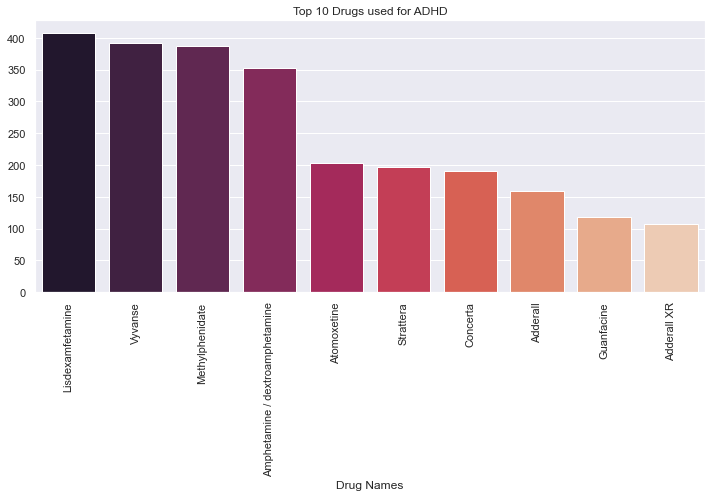 Top 10 Drugs used for ADHD
400
350
300
250
200
150
100
50
0
Lisdexamfetamine
Vyvanse
Methylphenidate
Amphetamine / dextroamphetamine
Atomoxetine
Strattera
Concerta
Adderall
Guanfacine
Adderall XR
Drug Names